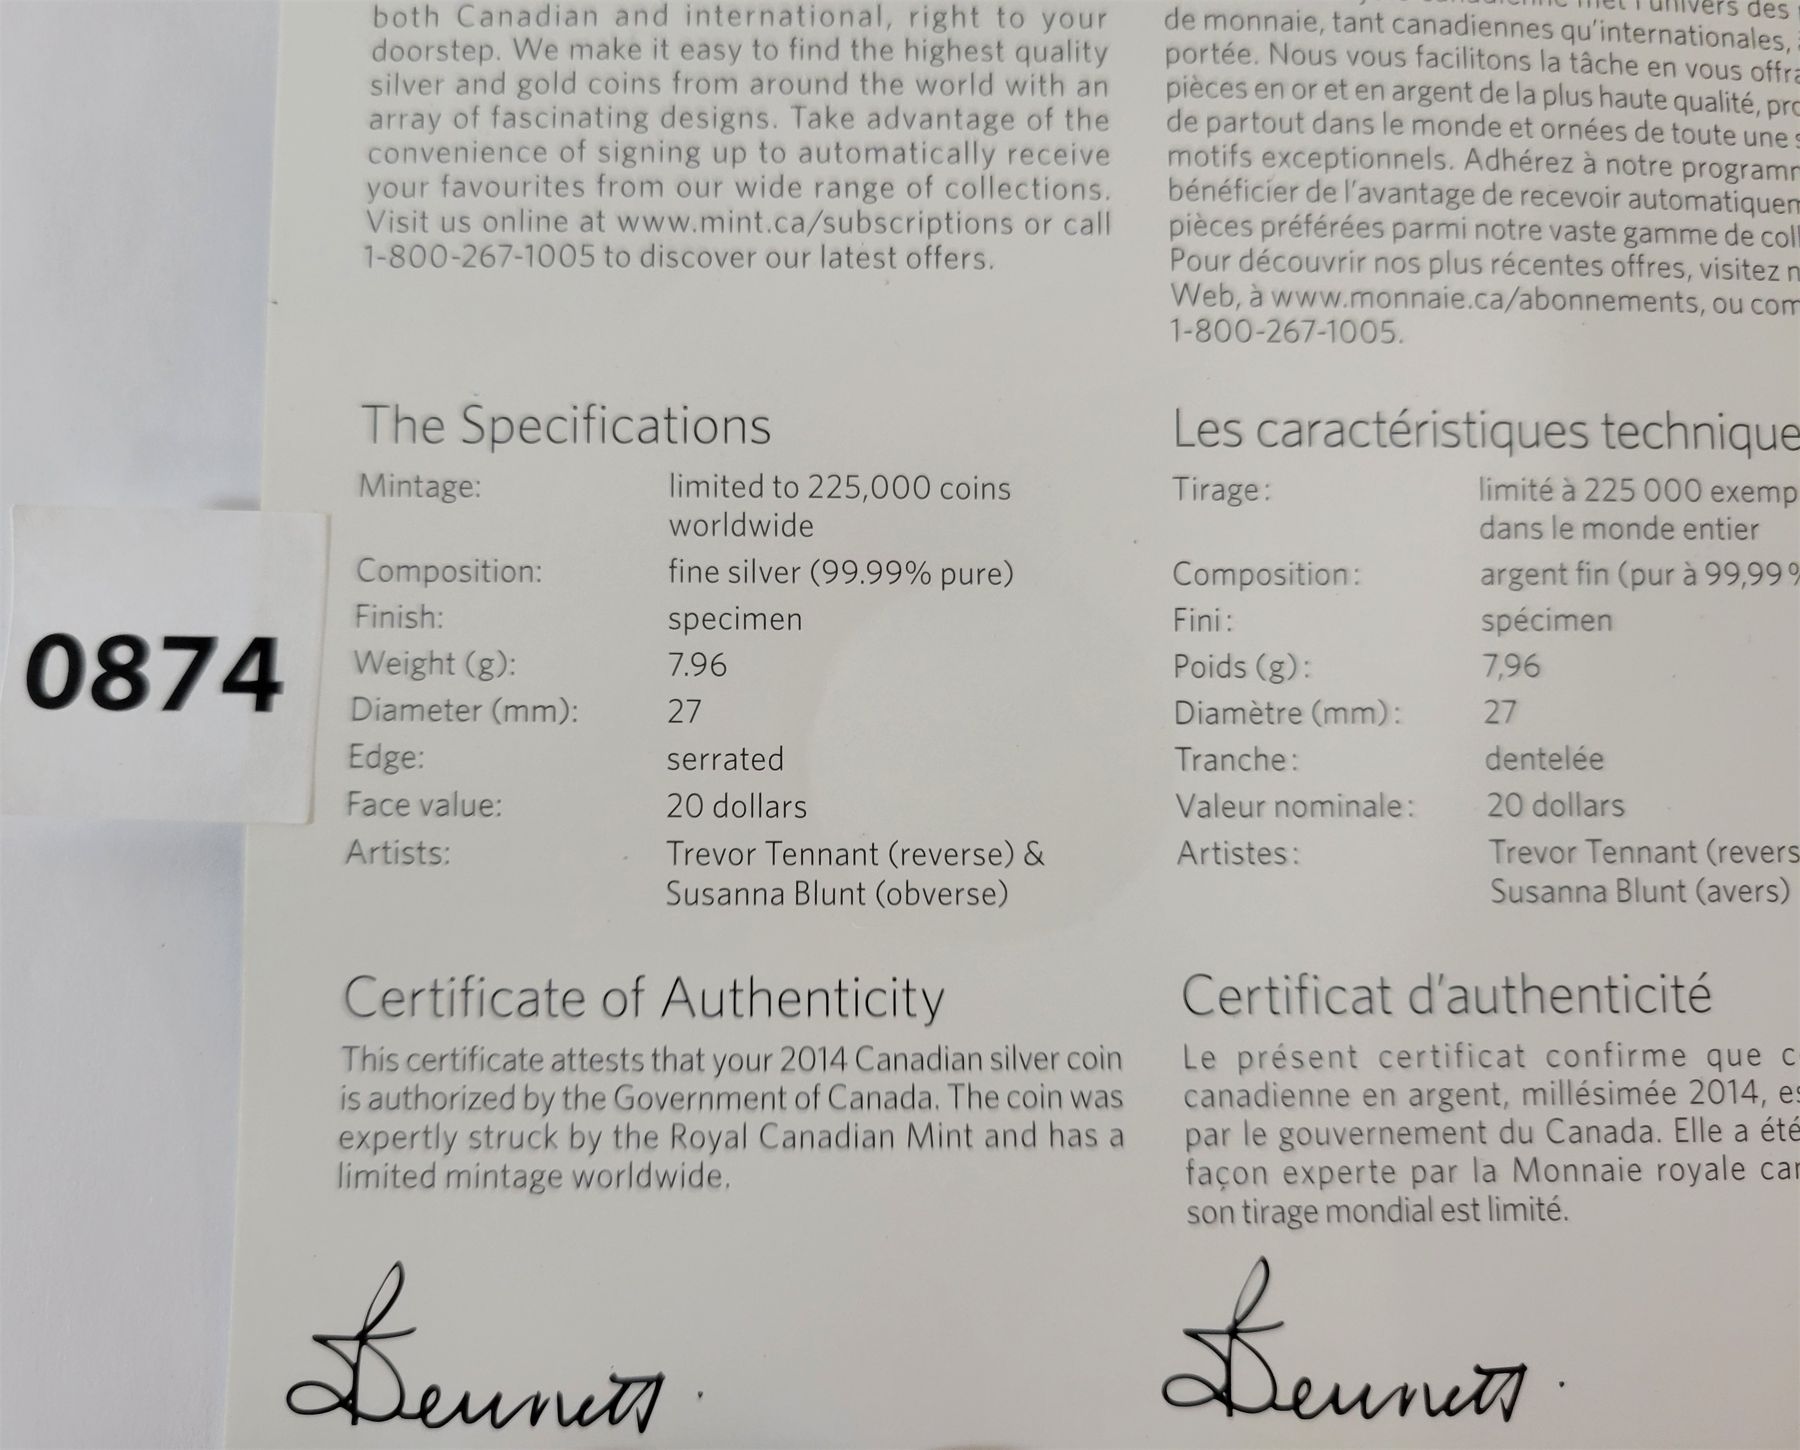 both Canadian and international, right to your
doorstep. We make it easy to find the highest quality
silver and gold coins from around the world with an
array of fascinating designs. Take advantage of the
convenience of signing up to automatically receive
your favourites from our wide range of collections.
Visit us online at www.mint.ca/subscriptions or call
1-800-267-1005 to discover our latest offers.
l'univers des
de monnaie, tant canadiennes qu'internationales,
portée. Nous vous facilitons la tâche en vous
pièces en or et en argent de la plus haute qualité,
de partout dans le monde et ornées de toute une
motifs exceptionnels. Adhérez à notre
bénéficier de l'avantage de recevoir
pièces préférées parmi notre vaste gamme de
Pour découvrir nos plus récentes offres, visitez
Web, à www.monnaie.ca/abonnements, ou
1-800-267-1005.
The Specifications
Mintage: limited to 225,000 coins
worldwide
Composition: fine silver (99.99% pure)
Finish: specimen
Weight (g): 7.96
Diameter (mm): 27
Edge: serrated
Face value: 20 dollars
Artists: Trevor Tennant (reverse) &
Susanna Blunt (obverse)
Les caractéristiques technique
Tirage : limité à 225 000 exemp
dans le monde entier
Composition : argent fin (pur à 99,99 %
Fini : spécimen
Poids (g) : 7,96
Diamètre (mm) : 27
Tranche : dentelée
Valeur nominale : 20 dollars
Artistes : Trevor Tennant (revers
Susanna Blunt (avers)
0874
Certificate of Authenticity
This certificate attests that your 2014 Canadian silver coin
is authorized by the Government of Canada. The coin was
expertly struck by the Royal Canadian Mint and has a
limited mintage worldwide.
Certificat d'authenticité
Le présent certificat confirme que
canadienne en argent, millésimée 2014,
par le gouvernement du Canada. Elle a été
façon experte par la Monnaie royale
son tirage mondial est limité.
Bennett
Bennett